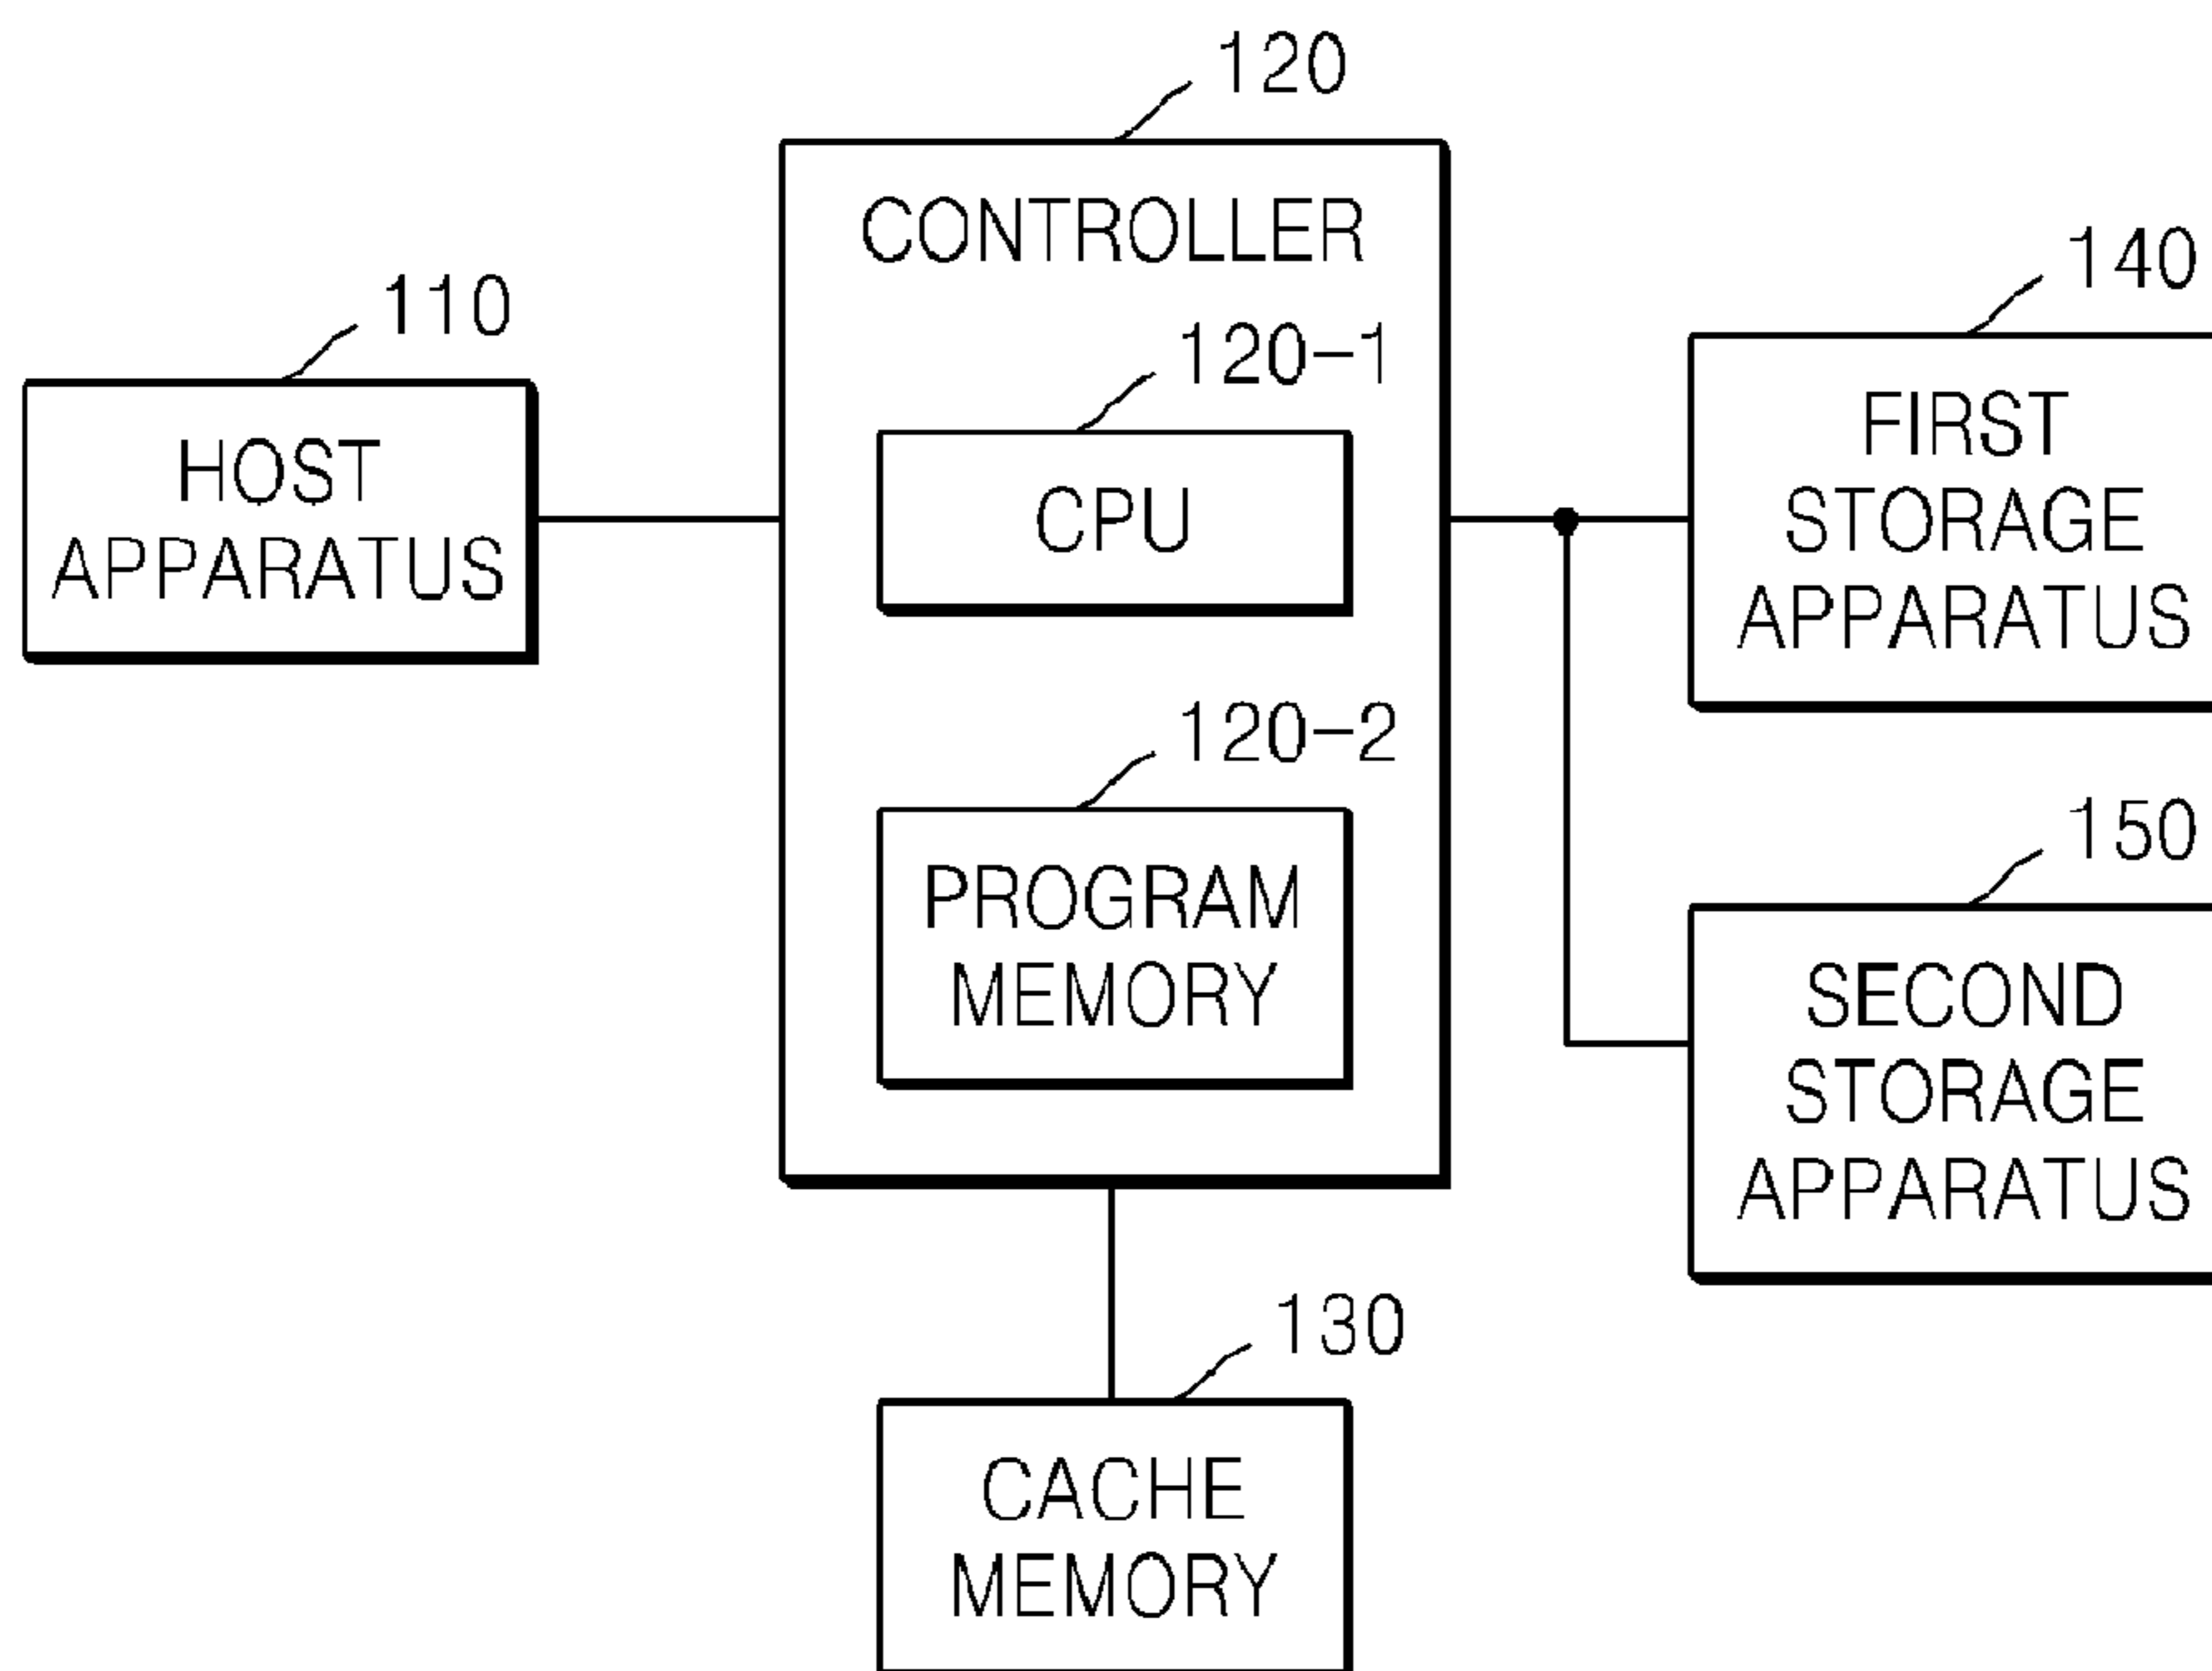 120
CONTROLLER
110
HOST
APPARATUS
120-1
CPU
120-2
PROGRAM
MEMORY
140
FIRST
STORAGE
APPARATUS
150
SECOND
STORAGE
APPARATUS
130
CACHE
MEMORY